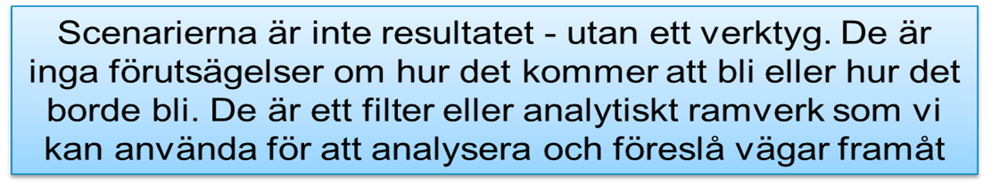 Scenarierna är inte resultatet - utan ett verktyg. De är
inga förutsägelser om hur det kommer att bli eller hur det
borde bli. De är ett filter eller analytiskt ramverk som vi
kan använda för att analysera och föreslå vägar framåt